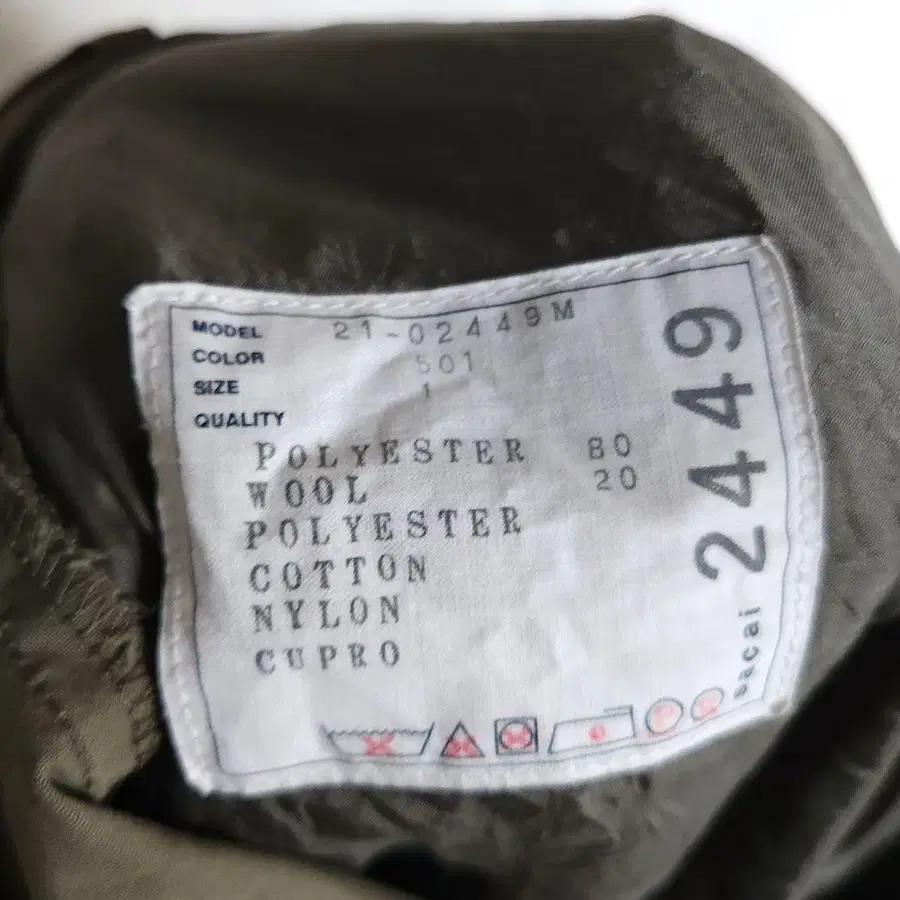 MODEL 21-02449M
COLOR 501
SIZE 1
QUALITY
POLYESTER 80
WOOL 20
POLYESTER
COTTON
NYLON
CUPRO
2449
sacai